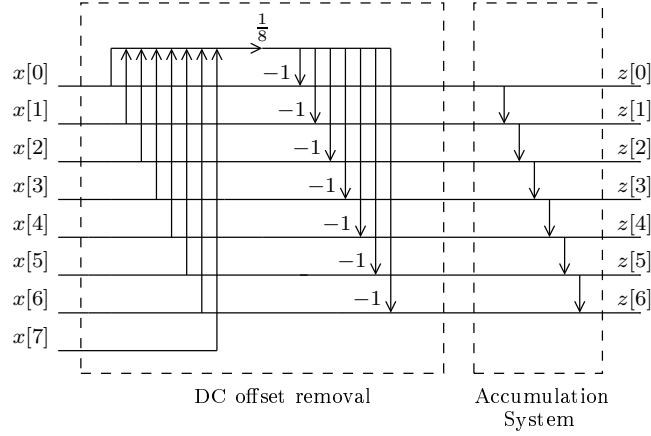 1/8
x[0] −1 z[0]
x[1] −1 z[1]
x[2] −1 z[2]
x[3] −1 z[3]
x[4] −1 z[4]
x[5] −1 z[5]
x[6] −1 z[6]
x[7]
DC offset removal
Accumulation
System